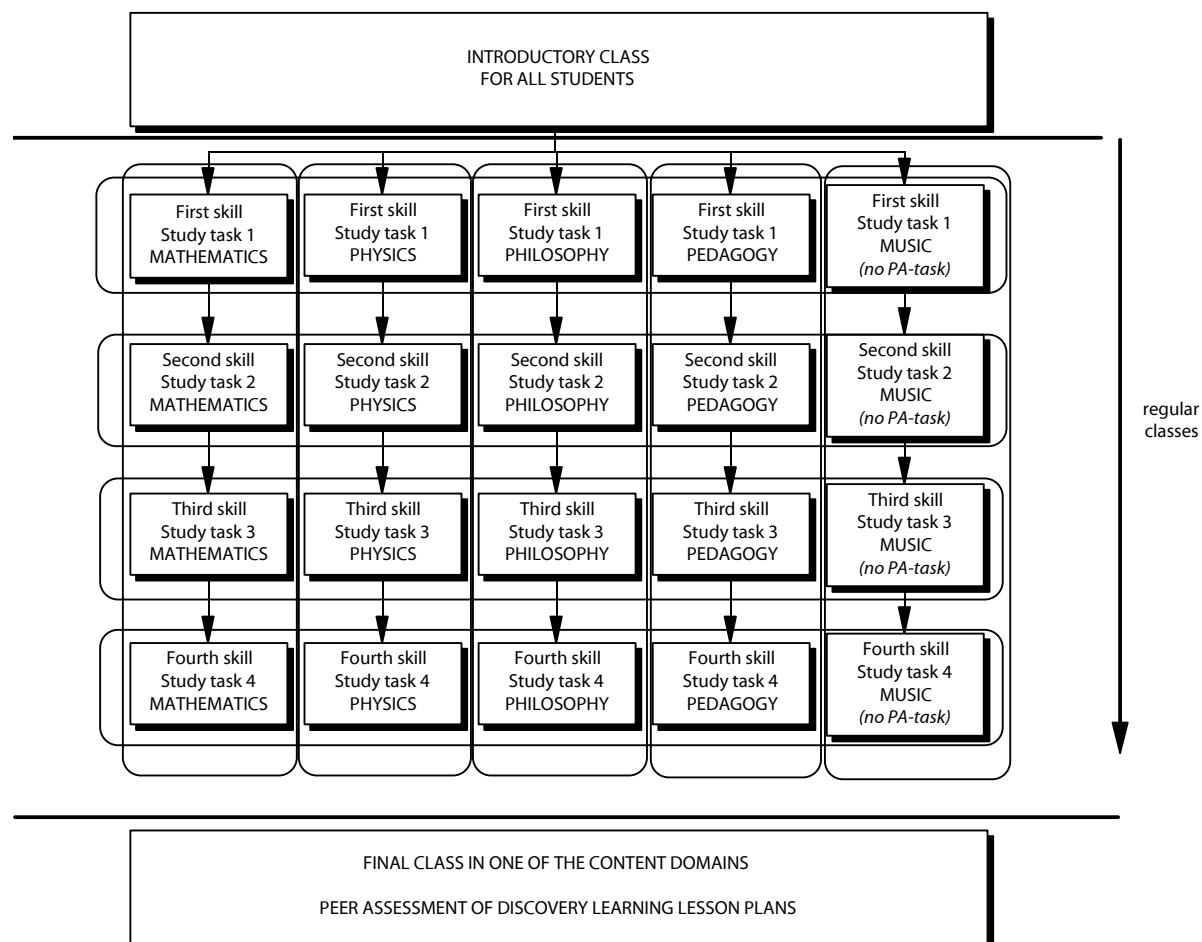 INTRODUCTORY CLASS
FOR ALL STUDENTS
First skill
Study task 1
MATHEMATICS
First skill
Study task 1
PHYSICS
First skill
Study task 1
PHILOSOPHY
First skill
Study task 1
PEDAGOGY
First skill
Study task 1
MUSIC
(no PA-task)
Second skill
Study task 2
MATHEMATICS
Second skill
Study task 2
PHYSICS
Second skill
Study task 2
PHILOSOPHY
Second skill
Study task 2
PEDAGOGY
Second skill
Study task 2
MUSIC
(no PA-task)
regular
classes
Third skill
Study task 3
MATHEMATICS
Third skill
Study task 3
PHYSICS
Third skill
Study task 3
PHILOSOPHY
Third skill
Study task 3
PEDAGOGY
Third skill
Study task 3
MUSIC
(no PA-task)
Fourth skill
Study task 4
MATHEMATICS
Fourth skill
Study task 4
PHYSICS
Fourth skill
Study task 4
PHILOSOPHY
Fourth skill
Study task 4
PEDAGOGY
Fourth skill
Study task 4
MUSIC
(no PA-task)
FINAL CLASS IN ONE OF THE CONTENT DOMAINS
PEER ASSESSMENT OF DISCOVERY LEARNING LESSON PLANS